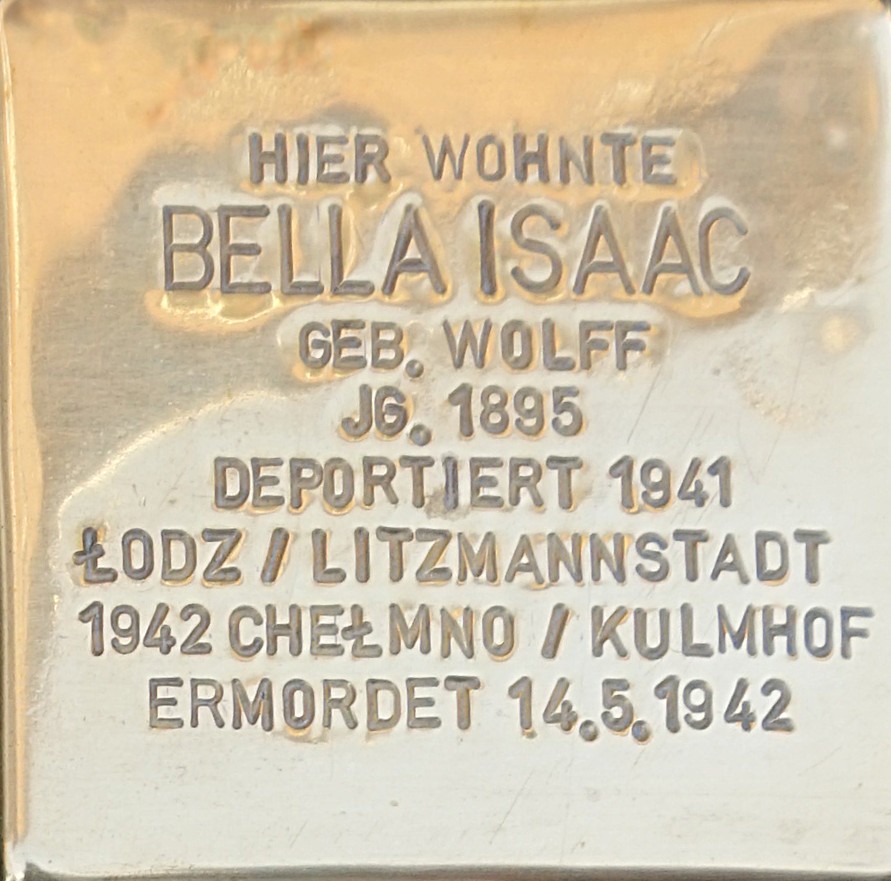 HIER WOHNTE
BELLA ISAAC
GEB. WOLFF
JG. 1895
DEPORTIERT 1941
ŁODZ / LITZMANNSTADT
1942 CHEŁMNO / KULMHOF
ERMORDET 14.5.1942